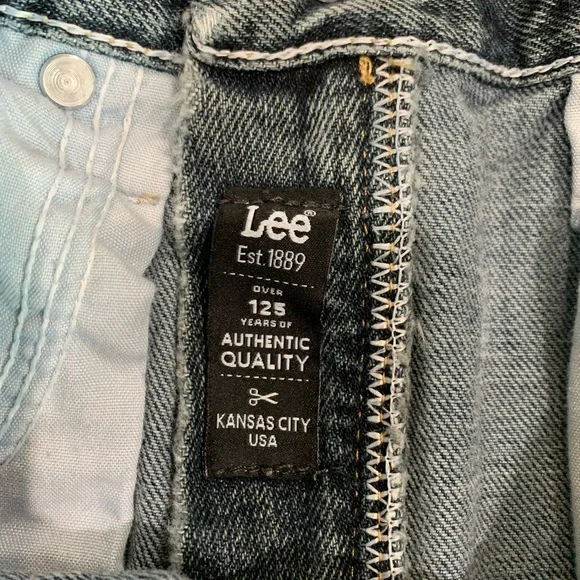 Lee®
Est. 1889
OVER
125
YEARS OF
AUTHENTIC
QUALITY
KANSAS CITY
USA